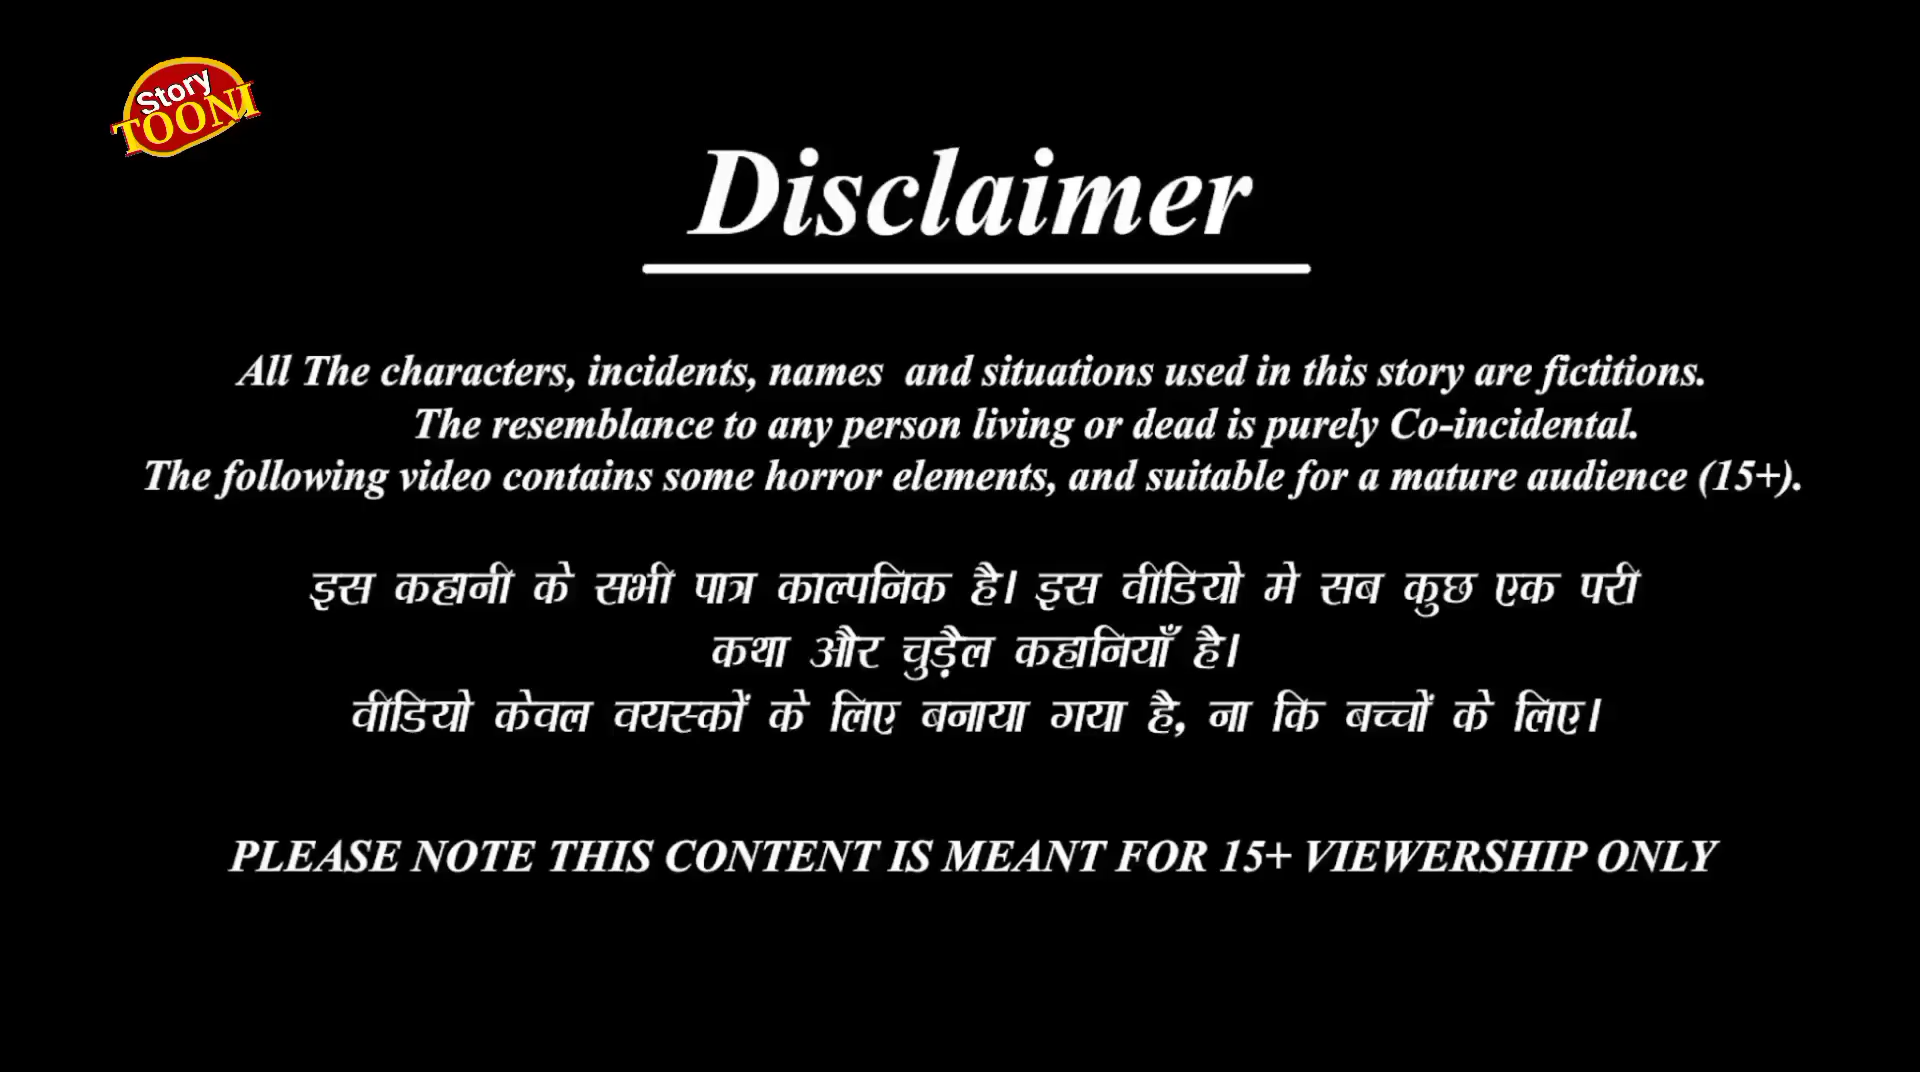 Story
TOONI
Disclaimer
All The characters, incidents, names and situations used in this story are fictitions.
The resemblance to any person living or dead is purely Co-incidental.
The following video contains some horror elements, and suitable for a mature audience (15+).
इस कहानी के सभी पात्र काल्पनिक है। इस वीडियो मे सब कुछ एक परी
कथा और चुड़ैल कहानियाँ है।
वीडियो केवल वयस्कों के लिए बनाया गया है, ना कि बच्चों के लिए।
PLEASE NOTE THIS CONTENT IS MEANT FOR 15+ VIEWERSHIP ONLY